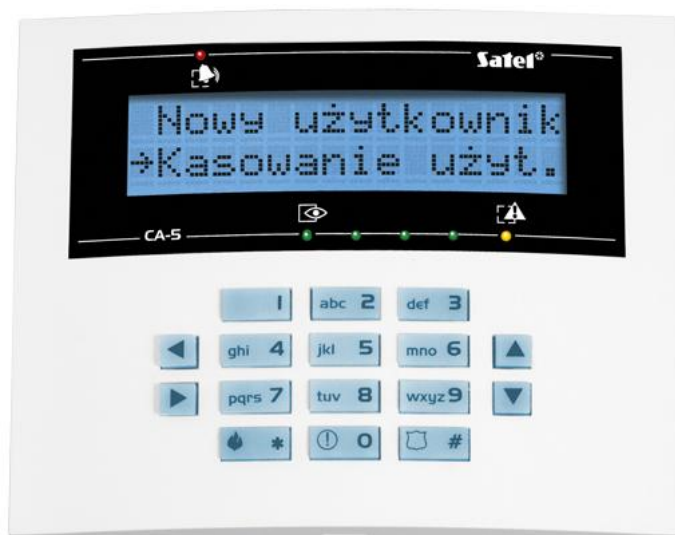 Satel
Nowy użytkownik
→Kasowanie użyt.
CA-5
1 abc 2 def 3
ghi 4 jkl 5 mno 6
pqrs 7 tuv 8 wxyz 9
* 0 #